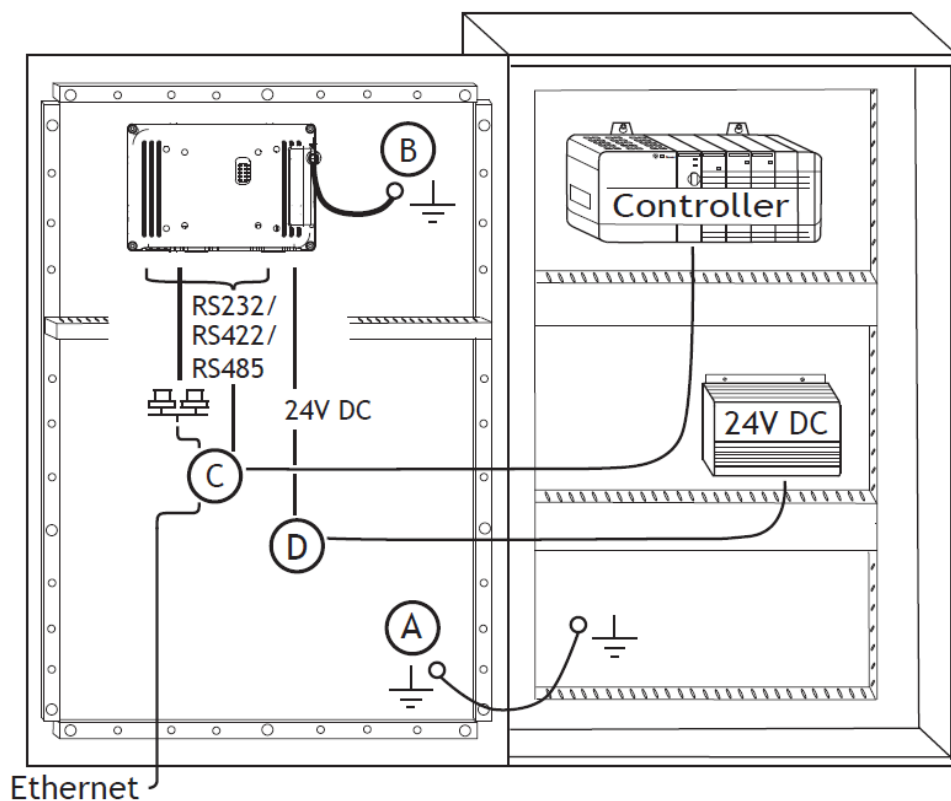 B
Controller
RS232/
RS422/
RS485
24V DC
24V DC
C
D
A
Ethernet